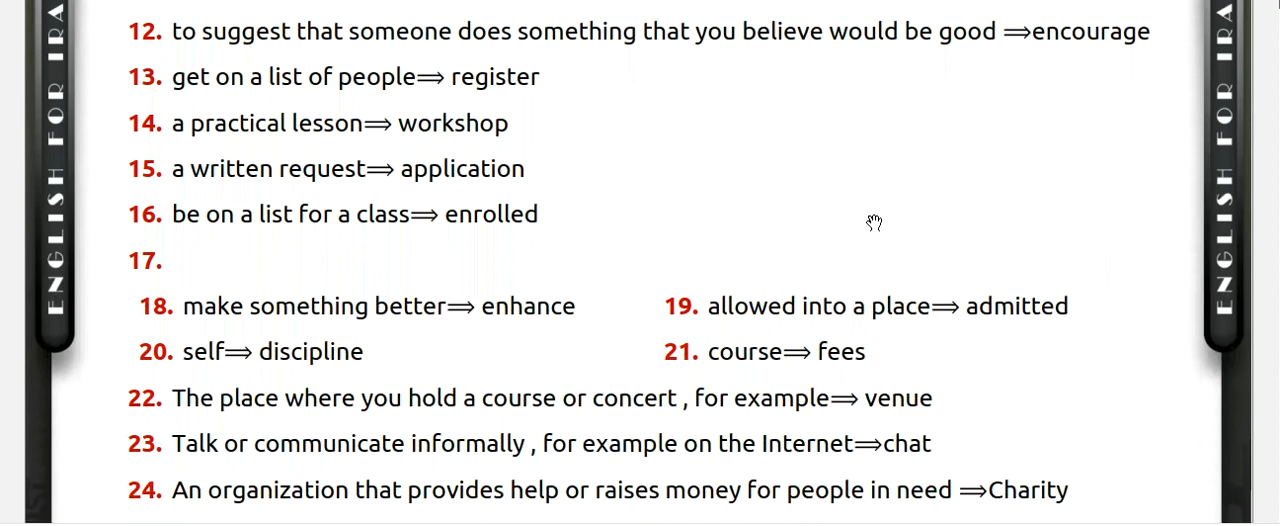 12. to suggest that someone does something that you believe would be good ⟹encourage
13. get on a list of people⟹ register
14. a practical lesson⟹ workshop
15. a written request⟹ application
16. be on a list for a class⟹ enrolled
17.
18. make something better⟹ enhance 19. allowed into a place⟹ admitted
20. self⟹ discipline 21. course⟹ fees
22. The place where you hold a course or concert , for example⟹ venue
23. Talk or communicate informally , for example on the Internet⟹chat
24. An organization that provides help or raises money for people in need ⟹Charity
ENGLISH FOR IRA
ENGLISH FOR IRA